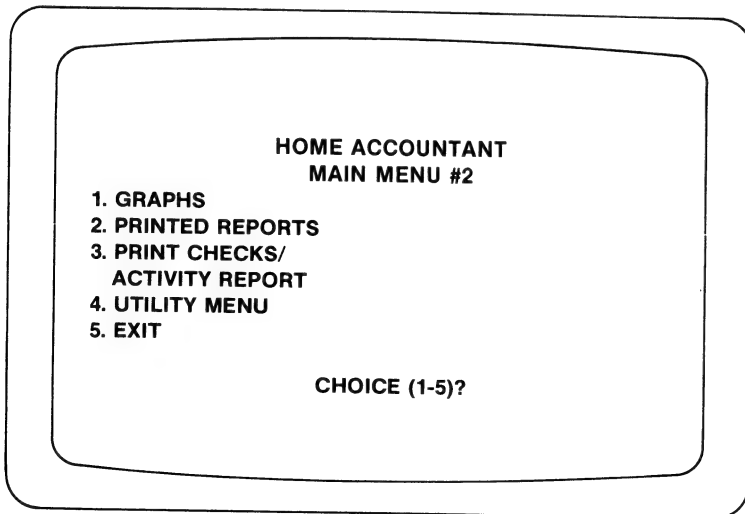 HOME ACCOUNTANT
MAIN MENU #2
1. GRAPHS
2. PRINTED REPORTS
3. PRINT CHECKS/
ACTIVITY REPORT
4. UTILITY MENU
5. EXIT
CHOICE (1-5)?